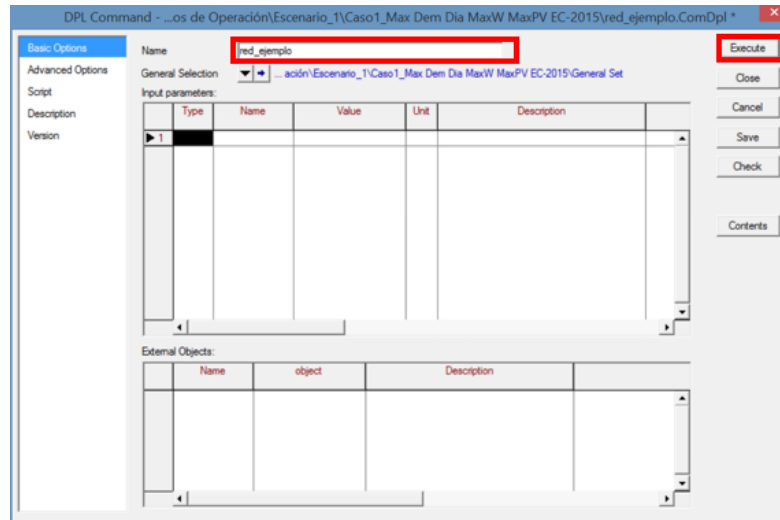 DPL Command - ...os de Operación\Escenario_1\Caso1_Max Dem Dia MaxW MaxPV EC-2015\red_ejemplo.ComDpl *
Basic Options
Advanced Options
Script
Description
Version
Name red_ejemplo
General Selection ... ación\Escenario_1\Caso1_Max Dem Dia MaxW MaxPV EC-2015\General Set
Input parameters:
Type Name Value Unit Description
1
External Objects:
Name object Description
Execute
Close
Cancel
Save
Check
Contents